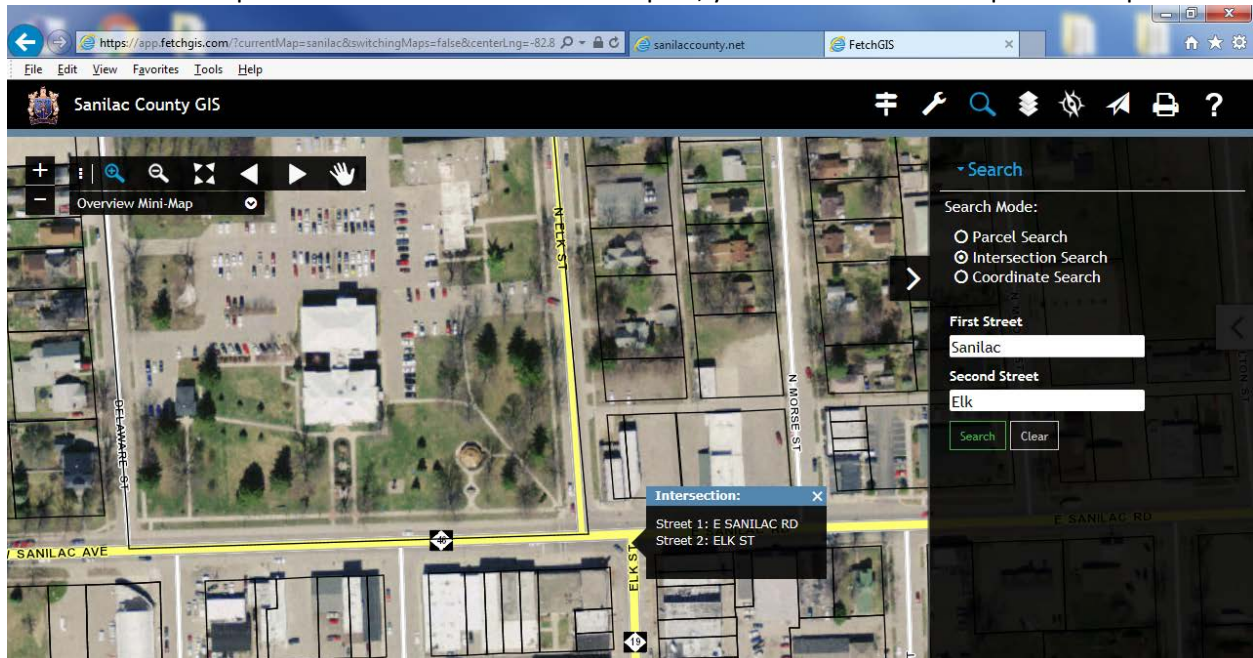 https://app.fetchgis.com/?currentMap=sanilac&switchingMaps=false&centerLng=-82.8
sanilaccounty.net
FetchGIS
File Edit View Favorites Tools Help
Sanilac County GIS
Overview Mini-Map
Search
Search Mode:
Parcel Search
Intersection Search
Coordinate Search
First Street
Sanilac
Second Street
Elk
Search Clear
N ELK ST
N MORSE ST
DELAWARE ST
Intersection:
Street 1: E SANILAC RD
Street 2: ELK ST
E SANILAC RD
SANILAC AVE
46
ELK ST
19